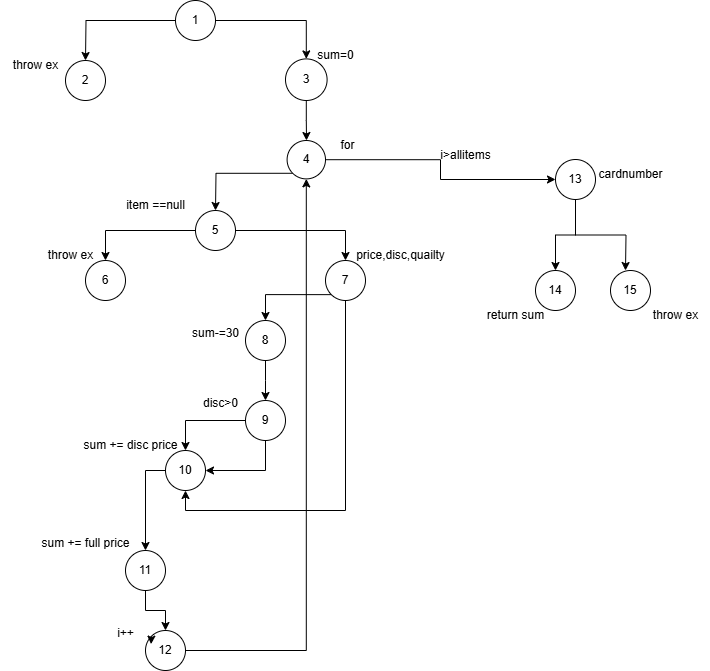 1
throw ex
2
sum=0
3
for
4
i>allitems
13
cardnumber
item ==null
5
throw ex
6
price,disc,quailty
7
14
15
return sum
throw ex
sum-=30
8
disc>0
9
sum += disc price
10
sum += full price
11
i++
12